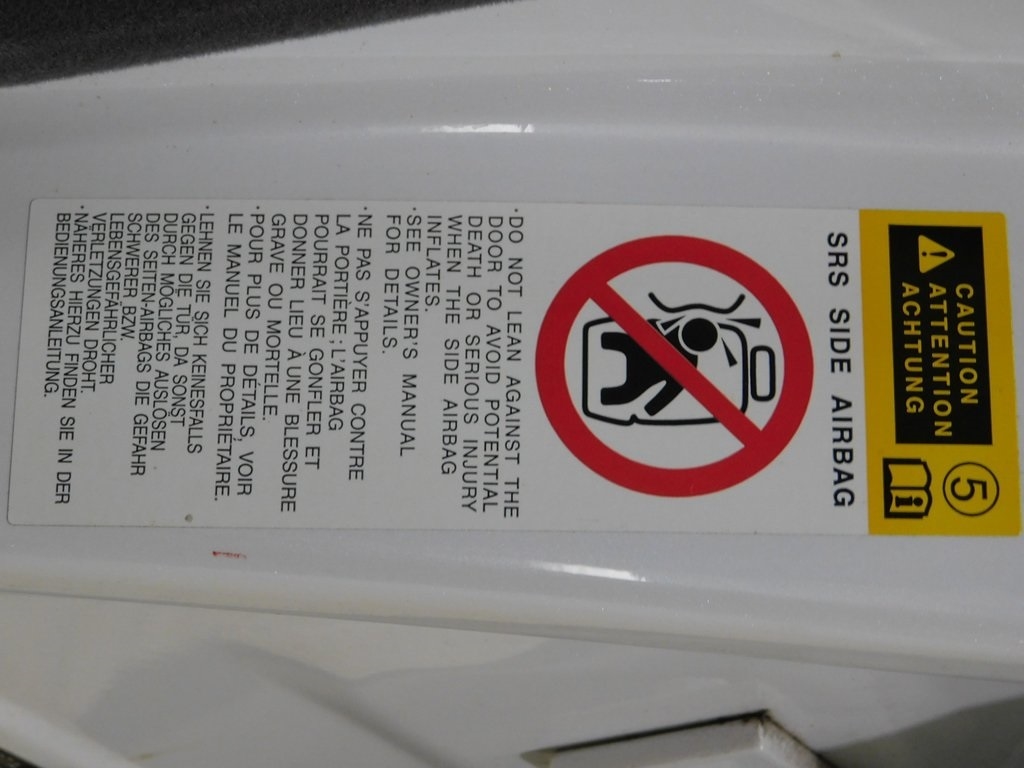 CAUTION
ATTENTION
ACHTUNG
5
i
SRS SIDE AIRBAG
·DO NOT LEAN AGAINST THE
DOOR TO AVOID POTENTIAL
DEATH OR SERIOUS INJURY
WHEN THE SIDE AIRBAG
INFLATES.
·SEE OWNER'S MANUAL
FOR DETAILS.
·NE PAS S'APPUYER CONTRE
LA PORTIÈRE ; L'AIRBAG
POURRAIT SE GONFLER ET
DONNER LIEU À UNE BLESSURE
GRAVE OU MORTELLE.
·POUR PLUS DE DÉTAILS, VOIR
LE MANUEL DU PROPRIÉTAIRE.
·LEHNEN SIE SICH KEINESFALLS
GEGEN DIE TÜR, DA SONST
DURCH MÖGLICHES AUSLÖSEN
DES SEITEN-AIRBAGS DIE GEFAHR
SCHWERER BZW.
LEBENSGEFÄHRLICHER
VERLETZUNGEN DROHT.
·NÄHERES HIERZU FINDEN SIE IN DER
BEDIENUNGSANLEITUNG.